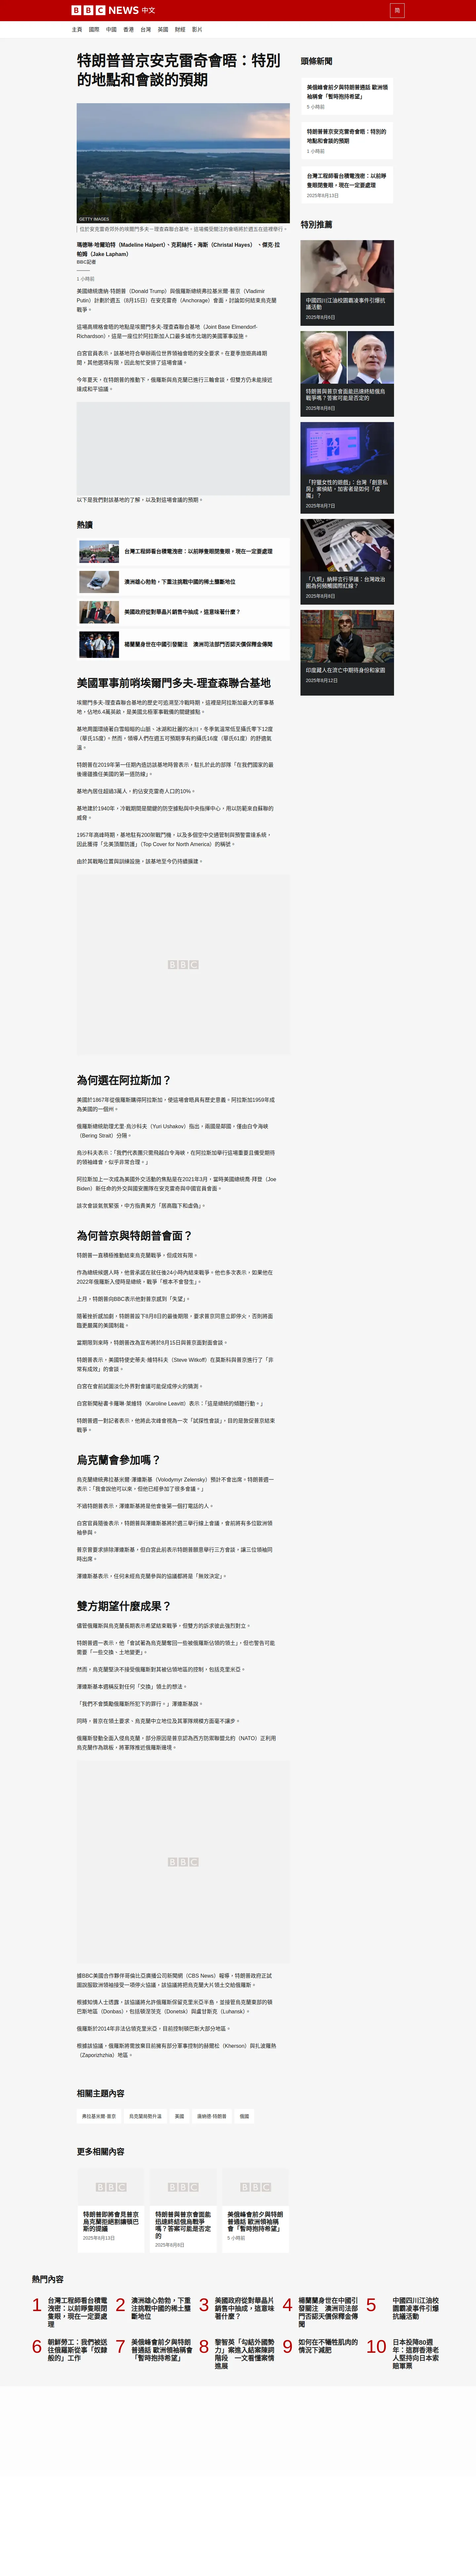 BBC NEWS 中文
简
主頁 國際 中國 香港 台灣 英國 財經 影片
特朗普普京安克雷奇會晤：特別
的地點和會談的預期
GETTY IMAGES
位於安克雷奇郊外的埃爾門多夫－理查森聯合基地，這場備受關注的會晤將於週五在這裡舉行。
瑪德琳·哈爾珀特（Madeline Halpert）、克莉絲托·海斯（Christal Hayes） ，傑克·拉
帕姆（Jake Lapham）
BBC記者
1 小時前
美國總統唐納·特朗普（Donald Trump）與俄羅斯總統弗拉基米爾·普京（Vladimir
Putin）計劃於週五（8月15日）在安克雷奇（Anchorage）會面，討論如何結束烏克蘭
戰爭。
這場高規格會晤的地點是埃爾門多夫-理查森聯合基地（Joint Base Elmendorf-
Richardson），這是一座位於阿拉斯加人口最多城市北端的美國軍事設施。
白宮官員表示，該基地符合舉辦兩位世界領袖會晤的安全要求。在夏季旅遊高峰期
間，其他選項有限，因此匆忙安排了這場會議。
今年夏天，在特朗普的推動下，俄羅斯與烏克蘭已進行三輪會談，但雙方仍未能接近
達成和平協議。
以下是我們對該基地的了解，以及對這場會議的預期。
熱讀
台灣工程師看台積電洩密：以前睜隻眼閉隻眼，現在一定要處理
澳洲雄心勃勃，下重注挑戰中國的稀土壟斷地位
美國政府從對華晶片銷售中抽成，這意味著什麼？
楊蘭蘭身世在中國引發關注 澳洲司法部門否認天價保釋金傳聞
美國軍事前哨埃爾門多夫-理查森聯合基地
埃爾門多夫-理查森聯合基地的歷史可追溯至冷戰時期，這裡是阿拉斯加最大的軍事基
地，佔地6.4萬英畝，是美國北極軍事戰備的關鍵據點。
基地周圍環繞著白雪皚皚的山脈、冰湖和壯麗的冰川，冬季氣溫常低至攝氏零下12度
（華氏15度）。然而，領導人們在週五可預期享有約攝氏16度（華氏61度）的舒適氣
溫。
特朗普在2019年第一任期內造訪該基地時曾表示，駐扎於此的部隊「在我們國家的最
後邊疆擔任美國的第一道防線」。
基地內居住超過3萬人，約佔安克雷奇人口的10%。
基地建於1940年，冷戰期間是關鍵的防空據點與中央指揮中心，用以防範來自蘇聯的
威脅。
1957年高峰時期，基地駐有200架戰鬥機，以及多個空中交通管制與預警雷達系統，
因此獲得「北美頂層防護」（Top Cover for North America）的稱號。
由於其戰略位置與訓練設施，該基地至今仍持續擴建。
BBC
為何選在阿拉斯加？
美國於1867年從俄羅斯購得阿拉斯加，使這場會晤具有歷史意義。阿拉斯加1959年成
為美國的一個州。
俄羅斯總統助理尤里·烏沙科夫（Yuri Ushakov）指出，兩國是鄰國，僅由白令海峽
（Bering Strait）分隔。
烏沙科夫表示：「我們代表團只需飛越白令海峽，在阿拉斯加舉行這場重要且備受期待
的領袖峰會，似乎非常合理。」
阿拉斯加上一次成為美國外交活動的焦點是在2021年3月，當時美國總統喬·拜登（Joe
Biden）新任命的外交與國安團隊在安克雷奇與中國官員會面。
該次會談氣氛緊張，中方指責美方「居高臨下和虛偽」。
為何普京與特朗普會面？
特朗普一直積極推動結束烏克蘭戰爭，但成效有限。
作為總統候選人時，他曾承諾在就任後24小時內結束戰爭。他也多次表示，如果他在
2022年俄羅斯入侵時是總統，戰爭「根本不會發生」。
上月，特朗普向BBC表示他對普京感到「失望」。
隨著挫折感加劇，特朗普設下8月8日的最後期限，要求普京同意立即停火，否則將面
臨更嚴厲的美國制裁。
當期限到來時，特朗普改為宣布將於8月15日與普京面對面會談。
特朗普表示，美國特使史蒂夫·維特科夫（Steve Witkoff）在莫斯科與普京進行了「非
常有成效」的會談。
白宮在會前試圖淡化外界對會議可能促成停火的猜測。
白宮新聞秘書卡羅琳·萊維特（Karoline Leavitt）表示：「這是總統的傾聽行動。」
特朗普週一對記者表示，他將此次峰會視為一次「試探性會談」，目的是敦促普京結束
戰爭。
烏克蘭會參加嗎？
烏克蘭總統弗拉基米爾·澤連斯基（Volodymyr Zelensky）預計不會出席。特朗普週一
表示：「我會說他可以來，但他已經參加了很多會議。」
不過特朗普表示，澤連斯基將是他會後第一個打電話的人。
白宮官員隨後表示，特朗普與澤連斯基將於週三舉行線上會議，會前將有多位歐洲領
袖參與。
普京曾要求排除澤連斯基，但白宮此前表示特朗普願意舉行三方會談，讓三位領袖同
時出席。
澤連斯基表示，任何未經烏克蘭參與的協議都將是「無效決定」。
雙方期望什麼成果？
儘管俄羅斯與烏克蘭長期表示希望結束戰爭，但雙方的訴求彼此強烈對立。
特朗普週一表示，他「會試著為烏克蘭奪回一些被俄羅斯佔領的領土」，但也警告可能
需要「一些交換、土地變更」。
然而，烏克蘭堅決不接受俄羅斯對其被佔領地區的控制，包括克里米亞。
澤連斯基本週稱反對任何「交換」領土的想法。
「我們不會獎勵俄羅斯所犯下的罪行。」澤連斯基說。
同時，普京在領土要求、烏克蘭中立地位及其軍隊規模方面毫不讓步。
俄羅斯發動全面入侵烏克蘭，部分原因是普京認為西方防禦聯盟北約（NATO）正利用
烏克蘭作為跳板，將軍隊推近俄羅斯邊境。
BBC
據BBC美國合作夥伴哥倫比亞廣播公司新聞網（CBS News）報導，特朗普政府正試
圖說服歐洲領袖接受一項停火協議，該協議將把烏克蘭大片領土交給俄羅斯。
根據知情人士透露，該協議將允許俄羅斯保留克里米亞半島，並接管烏克蘭東部的頓
巴斯地區（Donbas），包括頓涅茨克（Donetsk）與盧甘斯克（Luhansk）。
俄羅斯於2014年非法佔領克里米亞，目前控制頓巴斯大部分地區。
根據該協議，俄羅斯將需放棄目前擁有部分軍事控制的赫爾松（Kherson）與扎波羅熱
（Zaporizhzhia）地區。
相關主題內容
弗拉基米爾·普京 烏克蘭局勢升溫 美國 唐納德·特朗普 俄國
更多相關內容
BBC BBC BBC
特朗普即將會見普京
烏克蘭拒絕割讓頓巴
斯的提議
2025年8月13日
特朗普與普京會面能
迅速終結俄烏戰爭
嗎？答案可能是否定
的
2025年8月8日
美俄峰會前夕與特朗
普通話 歐洲領袖稱
會「暫時抱持希望」
5 小時前
頭條新聞
美俄峰會前夕與特朗普通話 歐洲領
袖稱會「暫時抱持希望」
5 小時前
特朗普普京安克雷奇會晤：特別的
地點和會談的預期
1 小時前
台灣工程師看台積電洩密：以前睜
隻眼閉隻眼，現在一定要處理
2025年8月13日
特別推薦
中國四川江油校園霸凌事件引爆抗
議活動
2025年8月6日
特朗普與普京會面能迅速終結俄烏
戰爭嗎？答案可能是否定的
2025年8月8日
「狩獵女性的遊戲」：台灣「創意私
房」案偵結，加害者是如何「成
魔」？
2025年8月7日
「八炯」納粹言行爭議：台灣政治
圈為何頻觸國際紅線？
2025年8月8日
印度藏人在流亡中期待身份和家園
2025年8月12日
熱門內容
1 台灣工程師看台積電
洩密：以前睜隻眼閉
隻眼，現在一定要處
理
2 澳洲雄心勃勃，下重
注挑戰中國的稀土壟
斷地位
3 美國政府從對華晶片
銷售中抽成，這意味
著什麼？
4 楊蘭蘭身世在中國引
發關注 澳洲司法部
門否認天價保釋金傳
聞
5 中國四川江油校
園霸凌事件引爆
抗議活動
6 朝鮮勞工：我們被送
往俄羅斯從事「奴隸
般的」工作
7 美俄峰會前夕與特朗
普通話 歐洲領袖稱會
「暫時抱持希望」
8 黎智英「勾結外國勢
力」案進入結案陳詞
階段 一文看懂案情
進展
9 如何在不犧牲肌肉的
情況下減肥
10 日本投降80週
年：這群香港老
人堅持向日本索
賠軍票